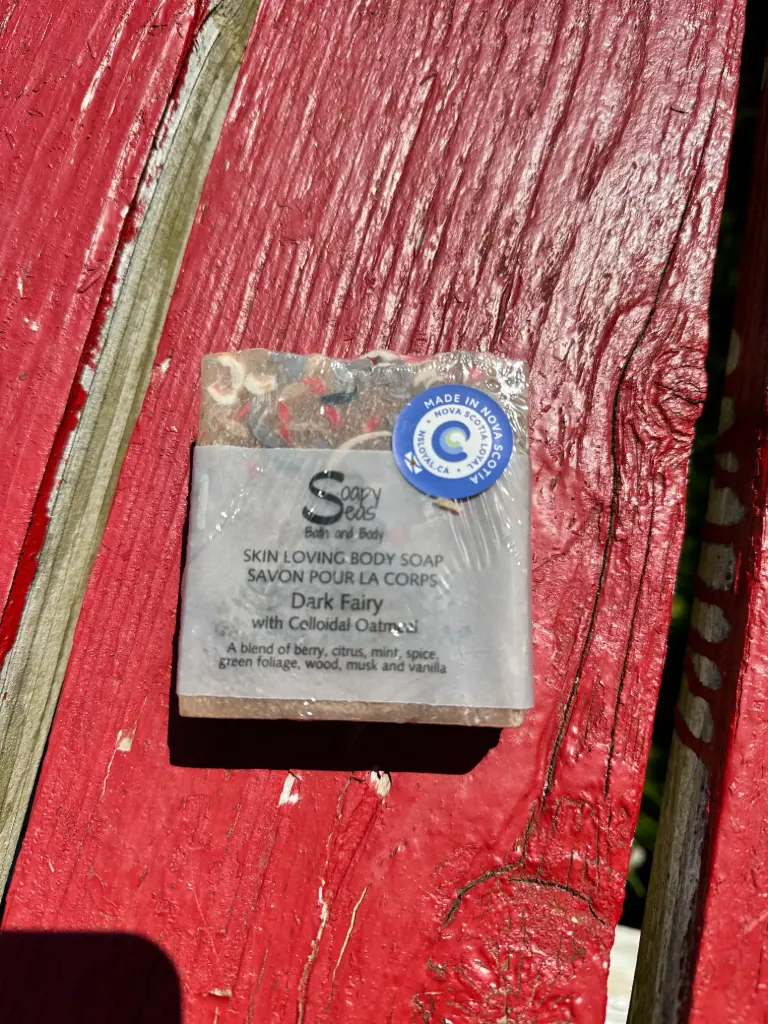 MADE IN NOVA SCOTIA
NOVA SCOTIA LOYAL
NSLOYAL.CA
Soapy
Seas
Bath and Body
SKIN LOVING BODY SOAP
SAVON POUR LA CORPS
Dark Fairy
with Colloidal Oatmeal
A blend of berry, citrus, mint, spice,
green foliage, wood, musk and vanilla